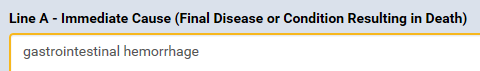 Line A - Immediate Cause (Final Disease or Condition Resulting in Death)
gastrointestinal hemorrhage